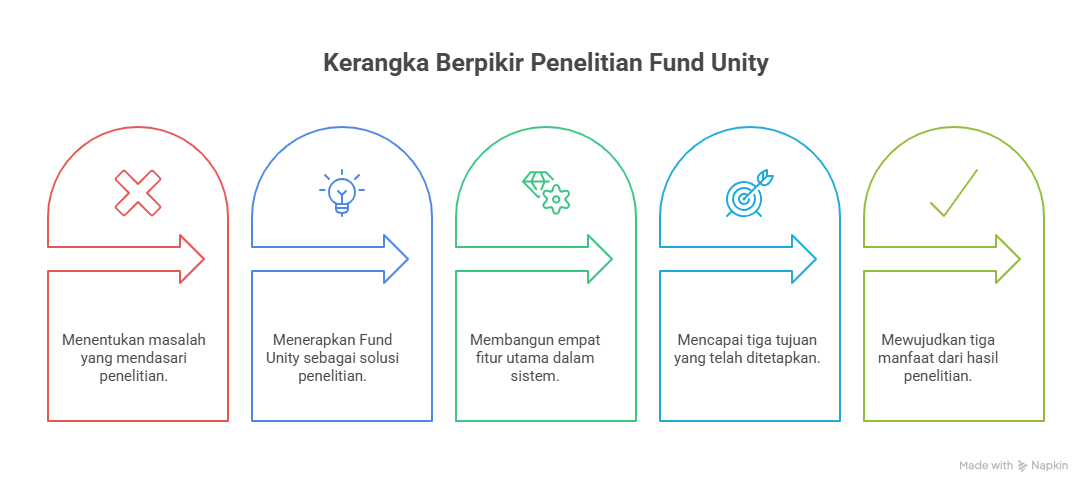 Kerangka Berpikir Penelitian Fund Unity
Menentukan masalah
yang mendasari
penelitian.
Menerapkan Fund
Unity sebagai solusi
penelitian.
Membangun empat
fitur utama dalam
sistem.
Mencapai tiga tujuan
yang telah ditetapkan.
Mewujudkan tiga
manfaat dari hasil
penelitian.
Made with Napkin